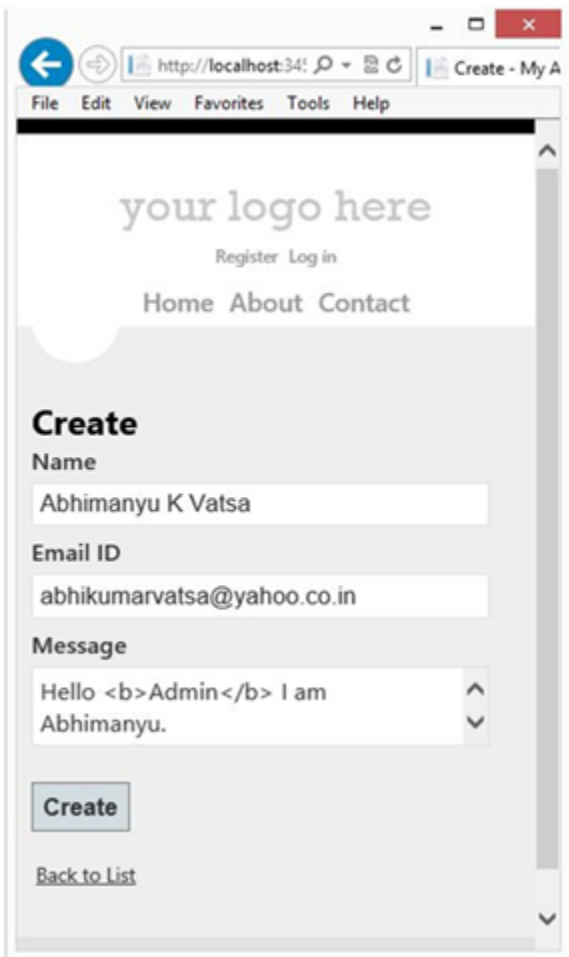 http://localhost:34!
Create - My A
File Edit View Favorites Tools Help
your logo here
Register Log in
Home About Contact
Create
Name
Abhimanyu K Vatsa
Email ID
abhikumarvatsa@yahoo.co.in
Message
Hello <b>Admin</b> I am
Abhimanyu.
Create
Back to List